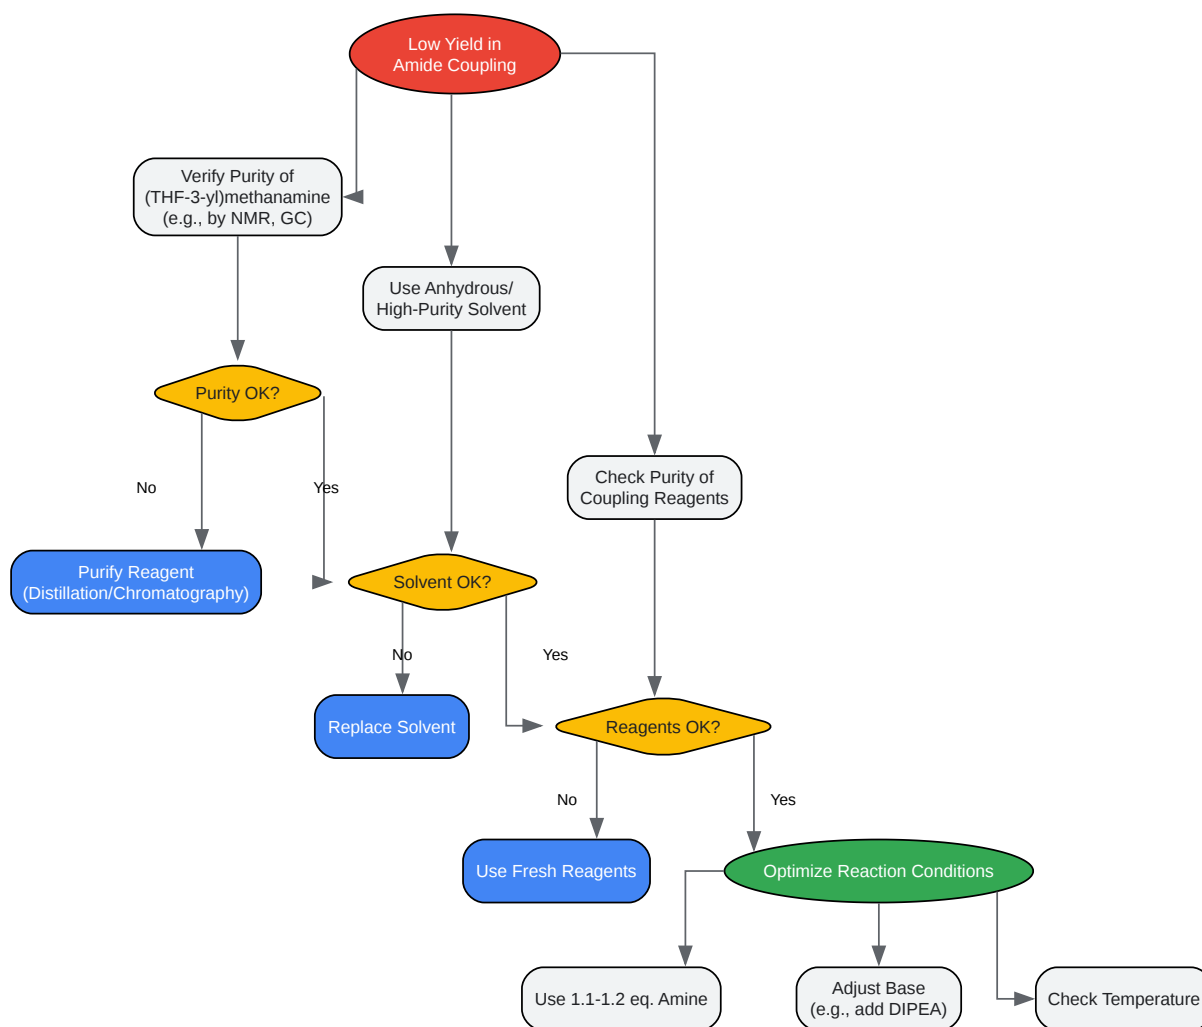 Low Yield in
Amide Coupling
Verify Purity of
(THF-3-yl)methanamine
(e.g., by NMR, GC)
Use Anhydrous/
High-Purity Solvent
Purity OK?
Check Purity of
Coupling Reagents
No
Yes
Purify Reagent
(Distillation/Chromatography)
Solvent OK?
No
Yes
Replace Solvent
Reagents OK?
No
Yes
Use Fresh Reagents
Optimize Reaction Conditions
Use 1.1-1.2 eq. Amine
Adjust Base
(e.g., add DIPEA)
Check Temperature